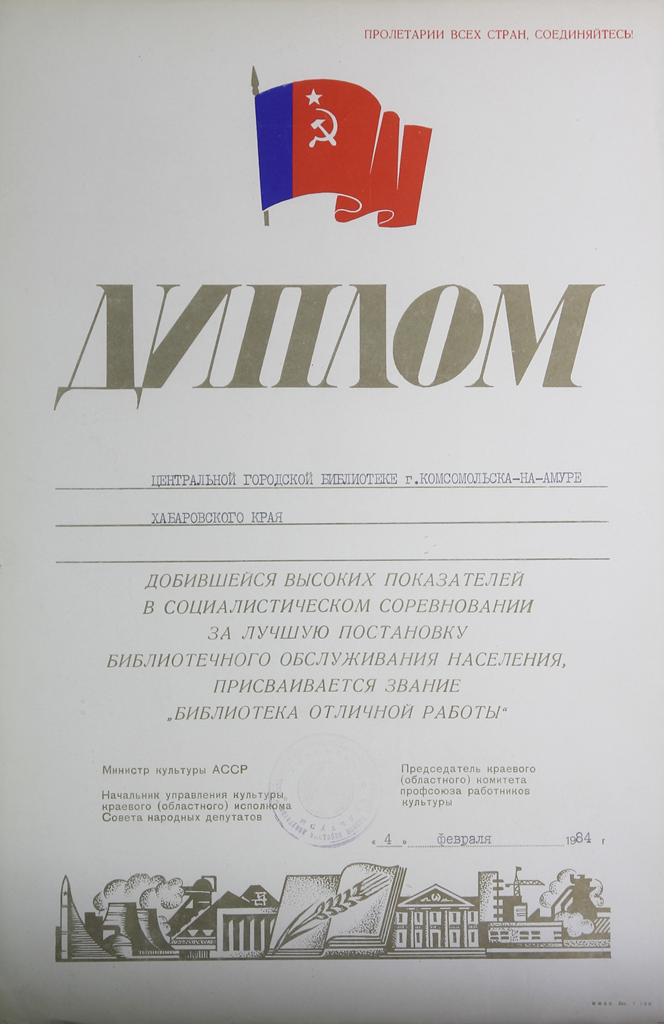 ПРОЛЕТАРИИ ВСЕХ СТРАН, СОЕДИНЯЙТЕСЬ!
ДИПЛОМ
ЦЕНТРАЛЬНОЙ ГОРОДСКОЙ БИБЛИОТЕКЕ г.КОМСОМОЛЬСКА-НА-АМУРЕ
ХАБАРОВСКОГО КРАЯ
ДОБИВШЕЙСЯ ВЫСОКИХ ПОКАЗАТЕЛЕЙ
В СОЦИАЛИСТИЧЕСКОМ СОРЕВНОВАНИИ
ЗА ЛУЧШУЮ ПОСТАНОВКУ
БИБЛИОТЕЧНОГО ОБСЛУЖИВАНИЯ НАСЕЛЕНИЯ,
ПРИСВАИВАЕТСЯ ЗВАНИЕ
„БИБЛИОТЕКА ОТЛИЧНОЙ РАБОТЫ“
Министр культуры АССР
Начальник управления культуры
краевого (областного) исполкома
Совета народных депутатов
Председатель краевого
(областного) комитета
профсоюза работников
культуры
« 4 » февраля 1984 г